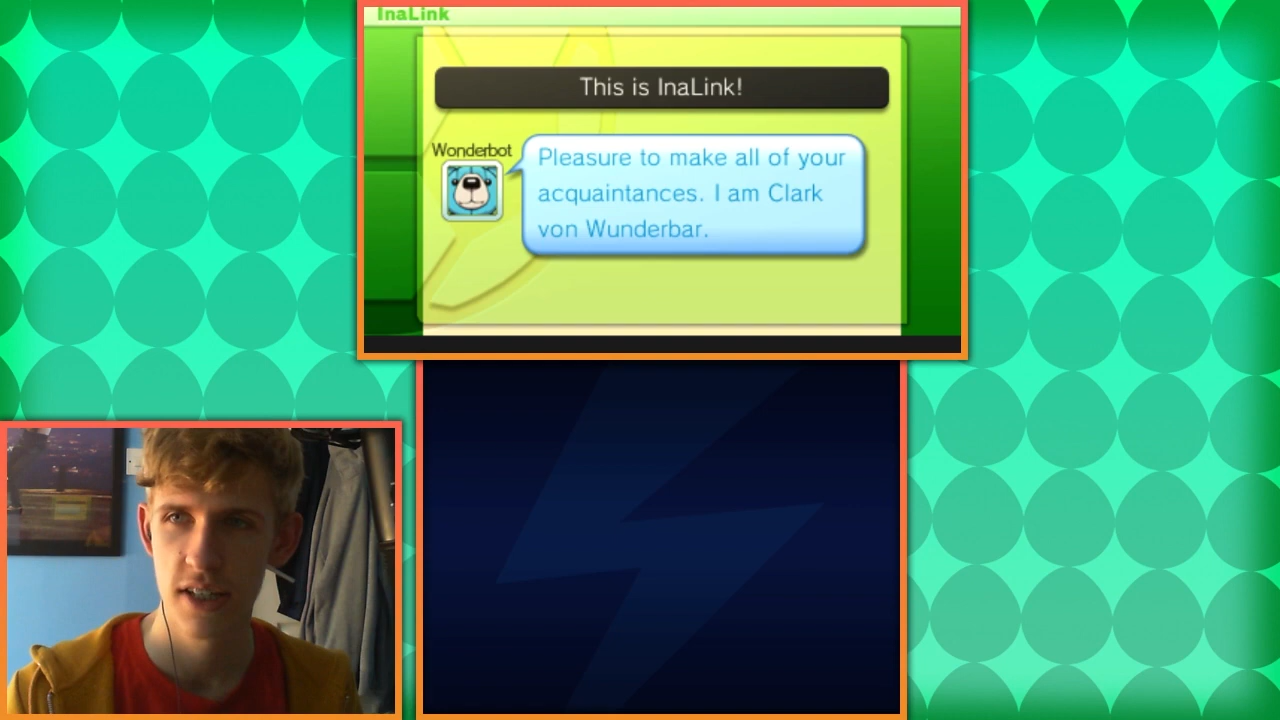 InaLink
This is InaLink!
Wonderbot
Pleasure to make all of your
acquaintances. I am Clark
von Wunderbar.